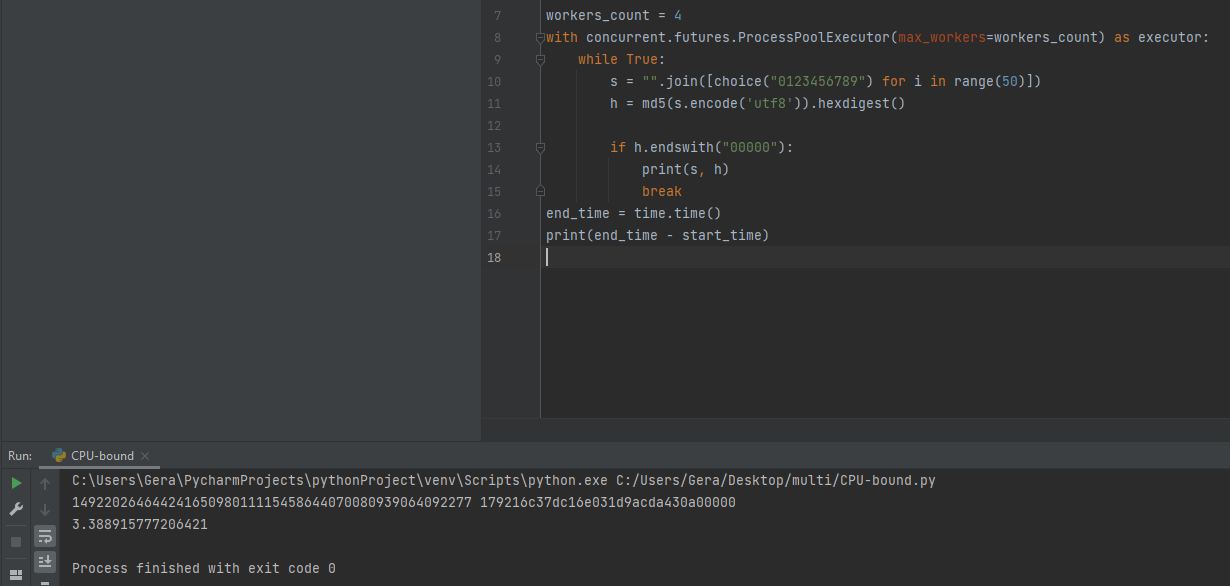 7 workers_count = 4
8 with concurrent.futures.ProcessPoolExecutor(max_workers=workers_count) as executor:
9 while True:
10 s = "".join([choice("0123456789") for i in range(50)])
11 h = md5(s.encode('utf8')).hexdigest()
12
13 if h.endswith("00000"):
14 print(s, h)
15 break
16 end_time = time.time()
17 print(end_time - start_time)
18
Run: CPU-bound
C:\Users\Gera\PycharmProjects\pythonProject\venv\Scripts\python.exe C:/Users/Gera/Desktop/multi/CPU-bound.py
14922026464424165098011115458644070080939064092277 179216c37dc16e031d9acda430a00000
3.388915777206421
Process finished with exit code 0